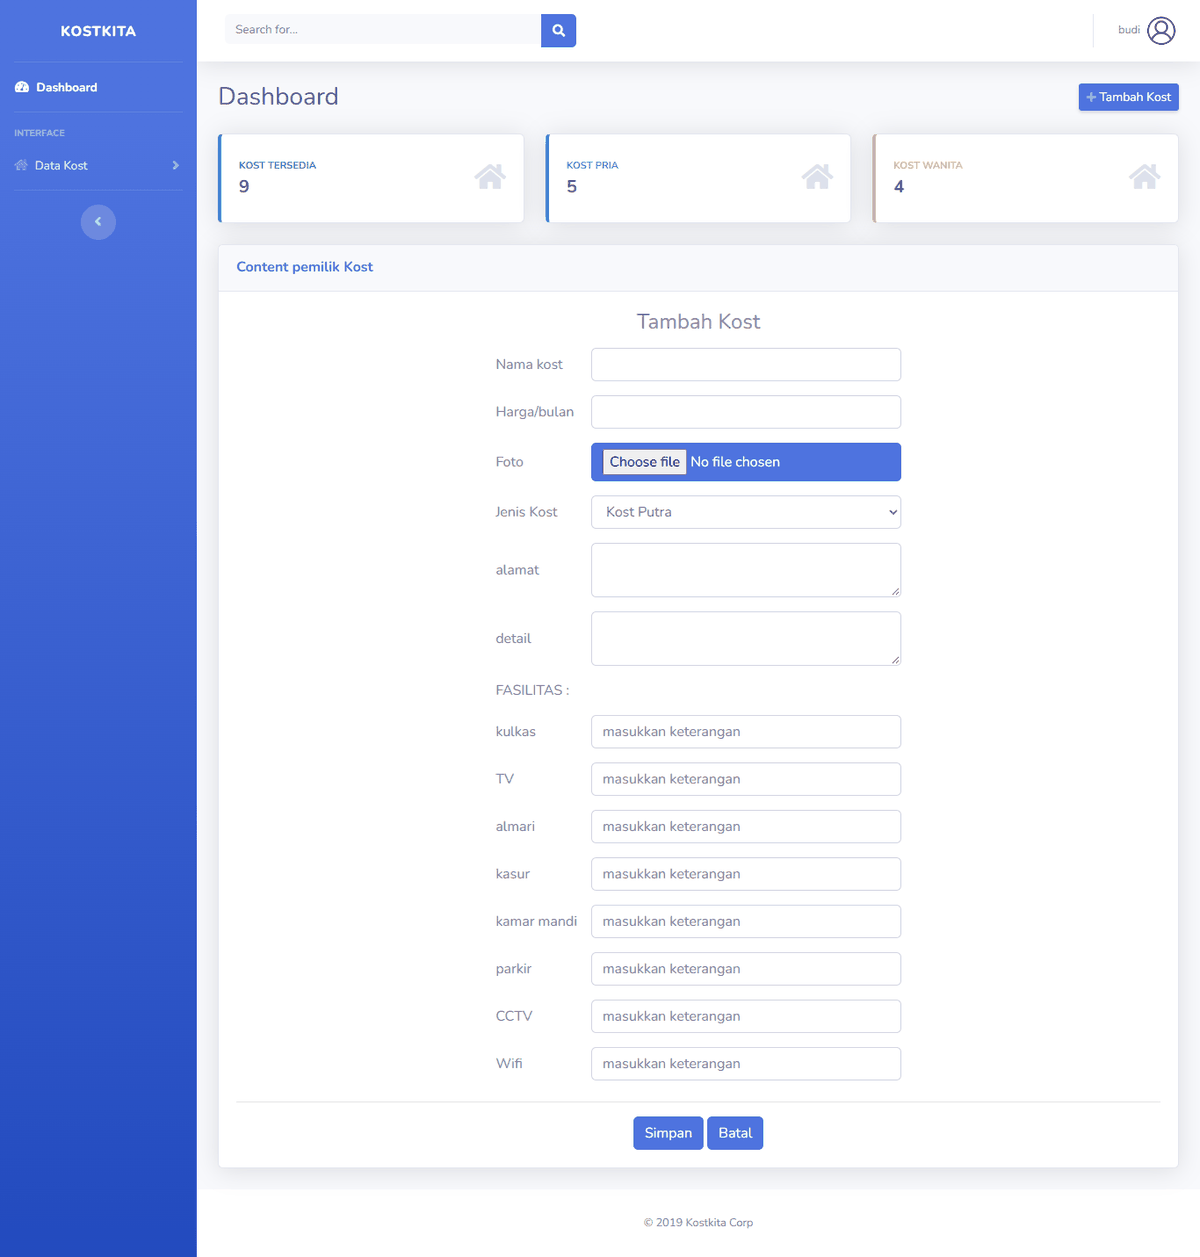 KOSTKITA
Search for...
budi
Dashboard
INTERFACE
Data Kost
Dashboard
Tambah Kost
KOST TERSEDIA
9
KOST PRIA
5
KOST WANITA
4
Content pemilik Kost
Tambah Kost
Nama kost
Harga/bulan
Foto Choose file No file chosen
Jenis Kost Kost Putra
alamat
detail
FASILITAS :
kulkas masukkan keterangan
TV masukkan keterangan
almari masukkan keterangan
kasur masukkan keterangan
kamar mandi masukkan keterangan
parkir masukkan keterangan
CCTV masukkan keterangan
Wifi masukkan keterangan
Simpan Batal
© 2019 Kostkita Corp